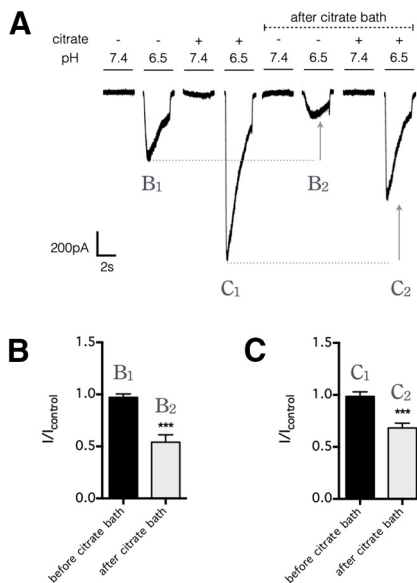 A
after citrate bath
citrate - - + + - - + +
pH 7.4 6.5 7.4 6.5 7.4 6.5 7.4 6.5
B1 B2
200pA
2s
C1 C2
B
1.5
1.0
0.5
0.0
I/Icontrol
B1
B2
***
before citrate bath
after citrate bath
C
1.5
1.0
0.5
0.0
I/Icontrol
C1
C2
***
before citrate bath
after citrate bath